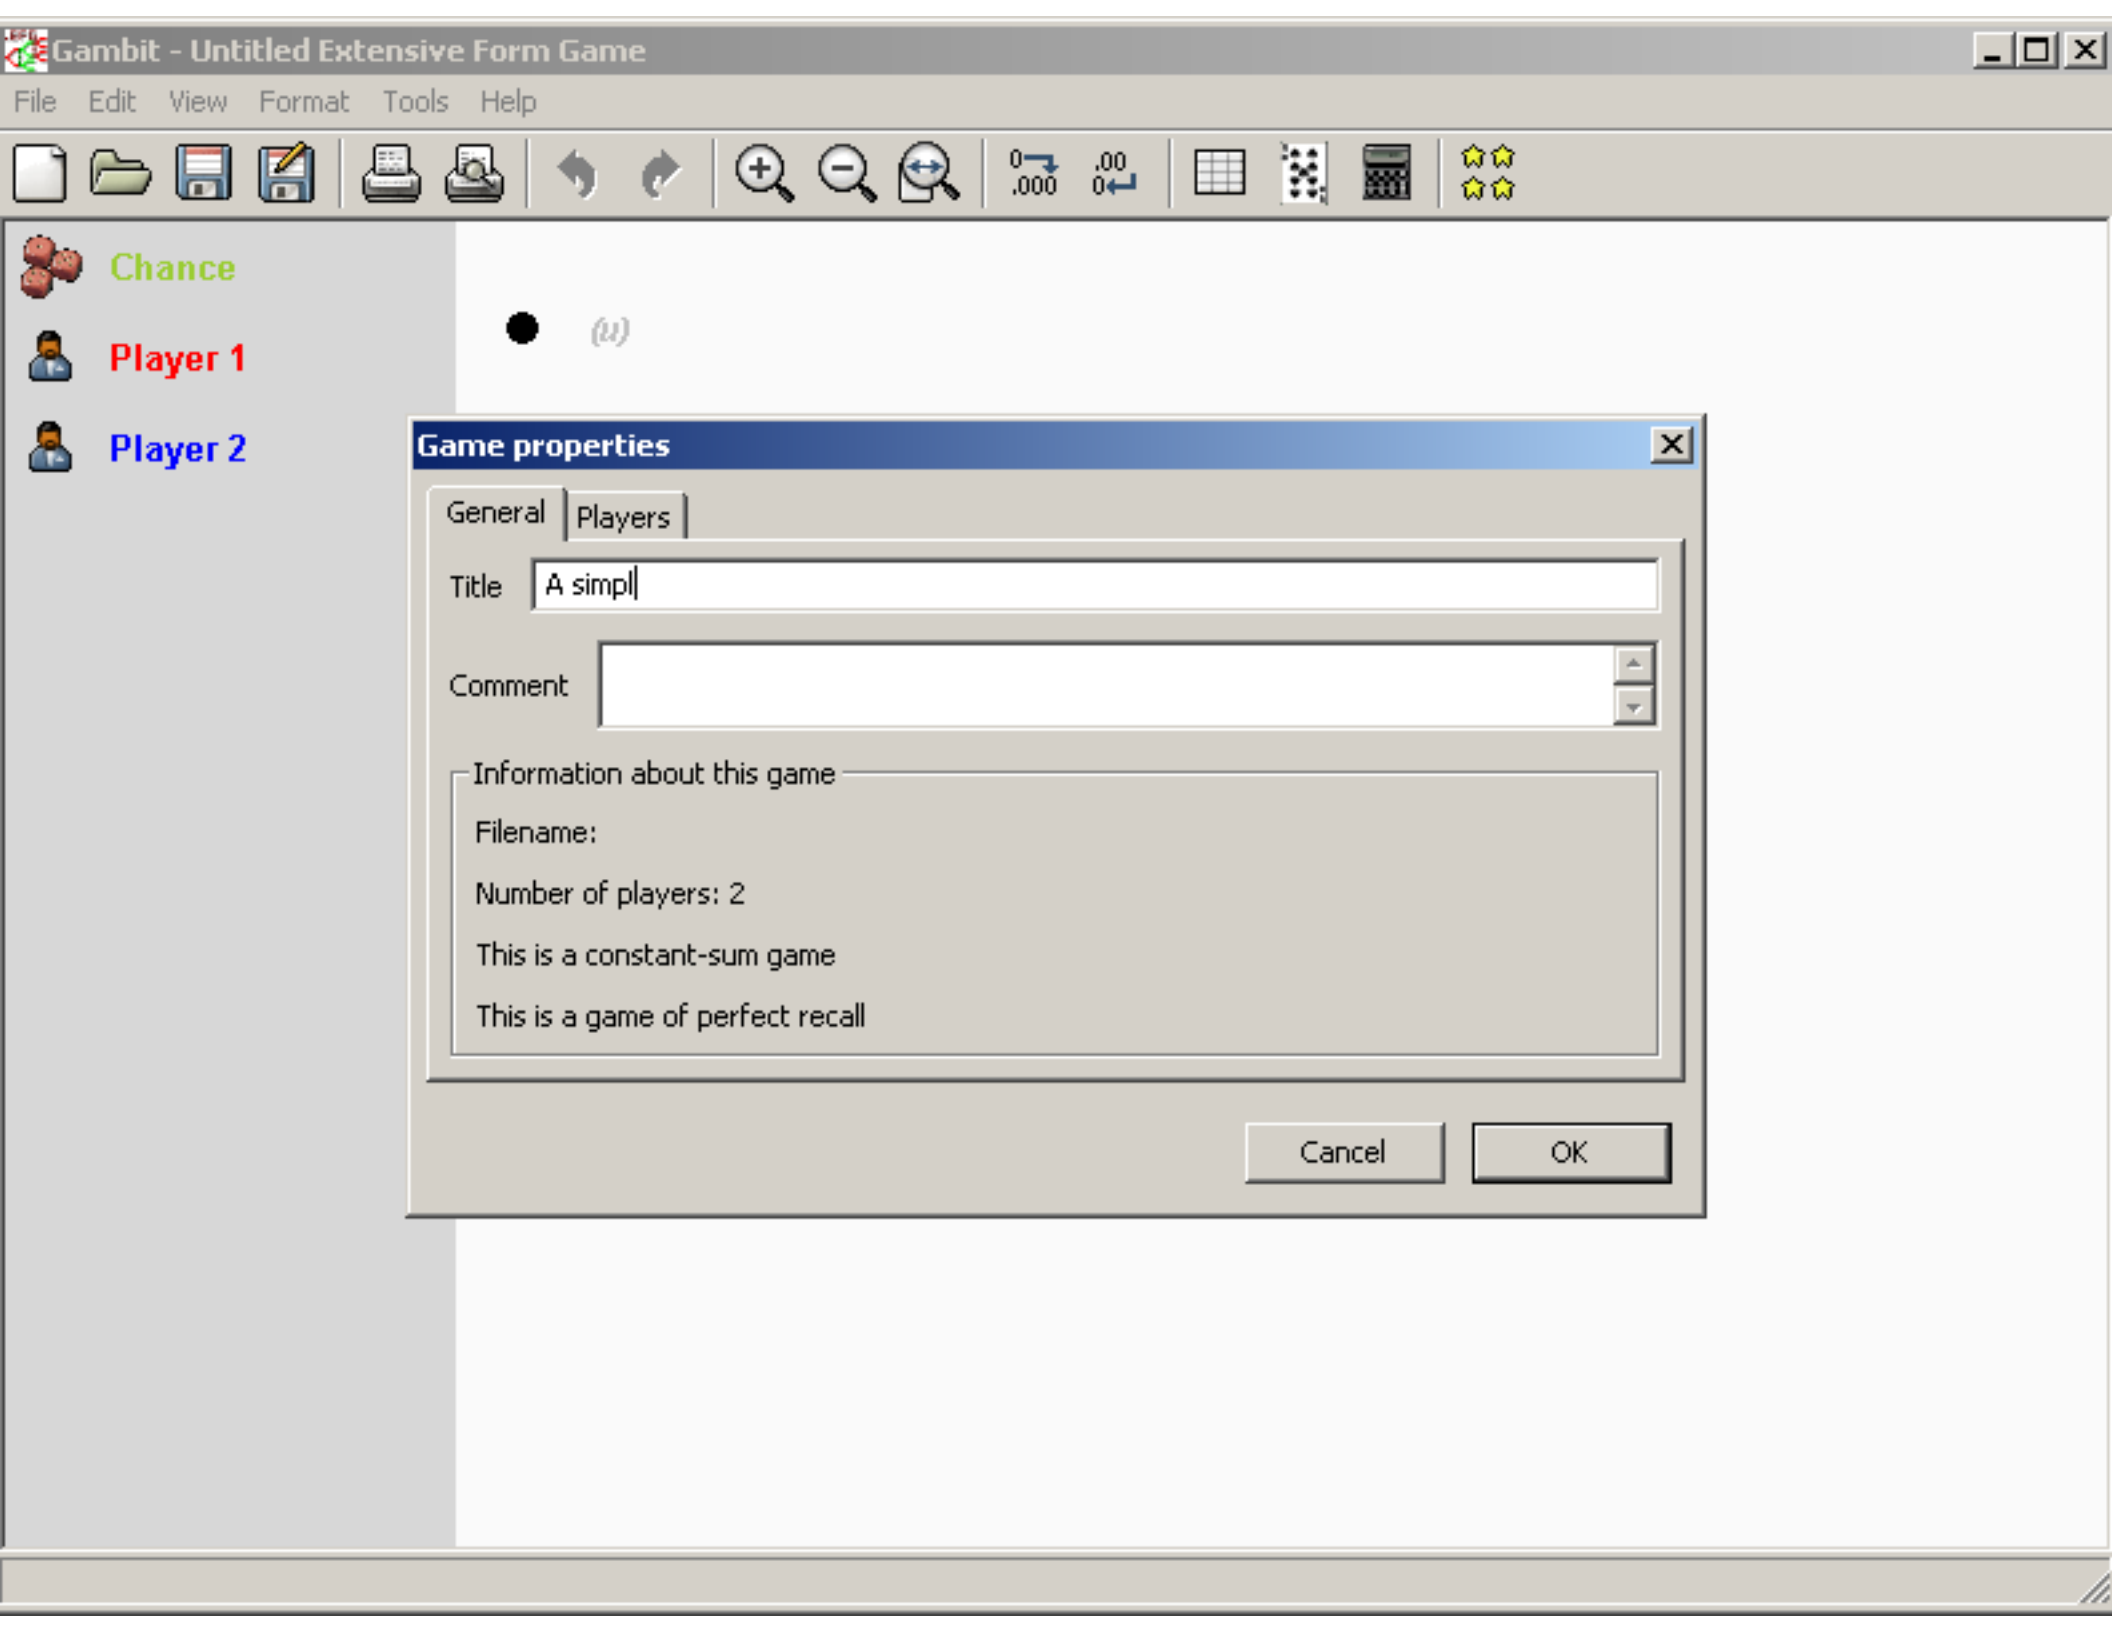 Gambit - Untitled Extensive Form Game
File Edit View Format Tools Help
0 .000 .00 0
Chance
(u)
Player 1
Player 2
Game properties
General Players
Title A simpl
Comment
Information about this game
Filename:
Number of players: 2
This is a constant-sum game
This is a game of perfect recall
Cancel OK